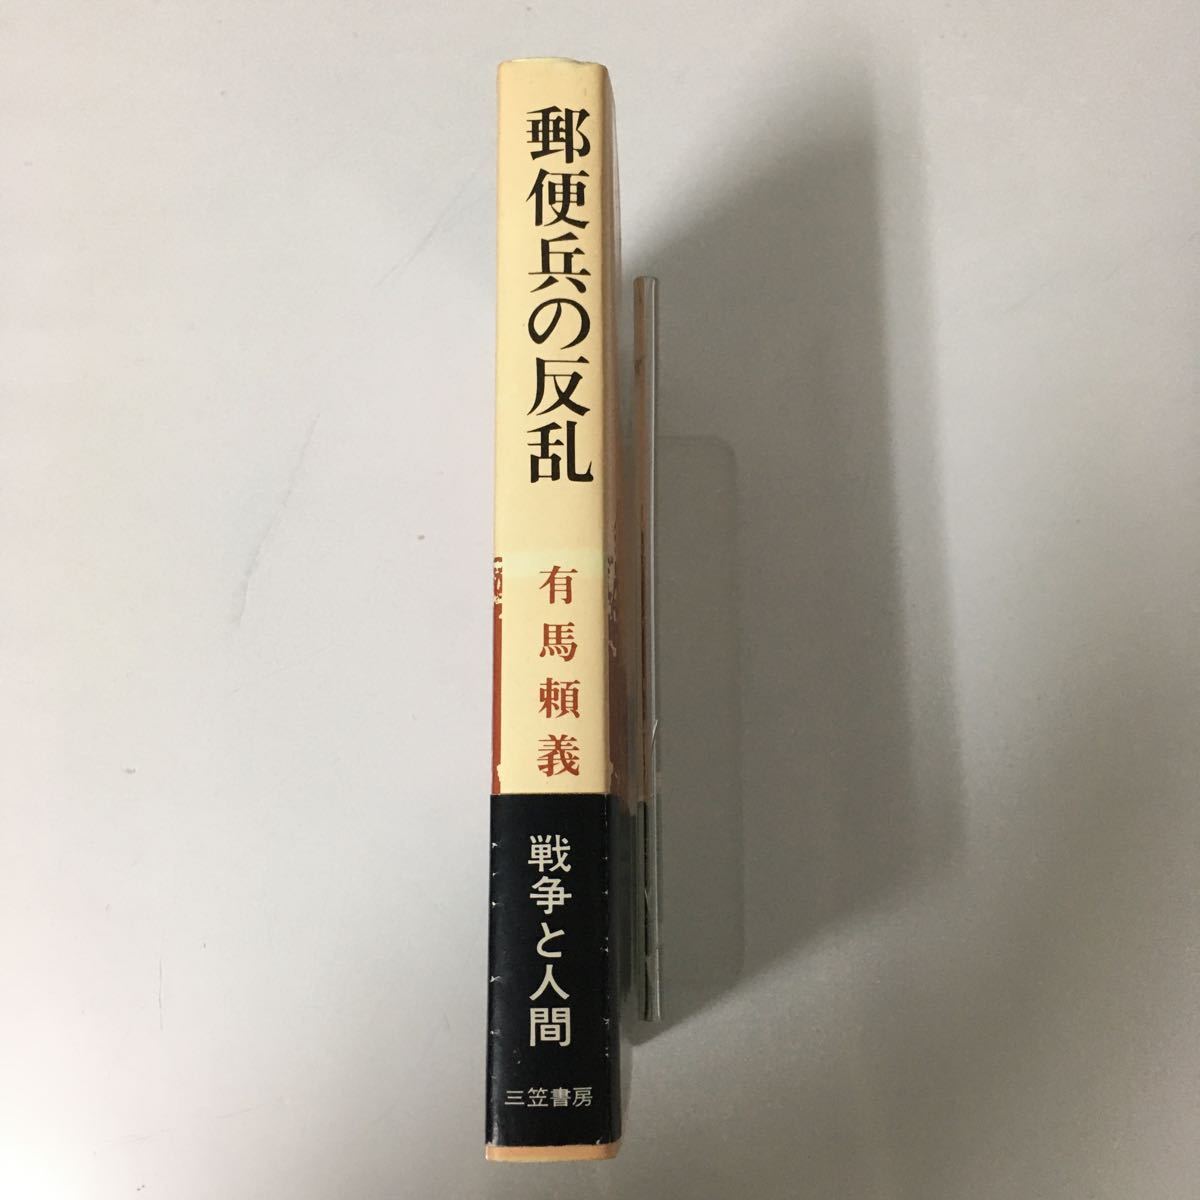 郵便兵の反乱
有馬頼義
戦争と人間
三笠書房